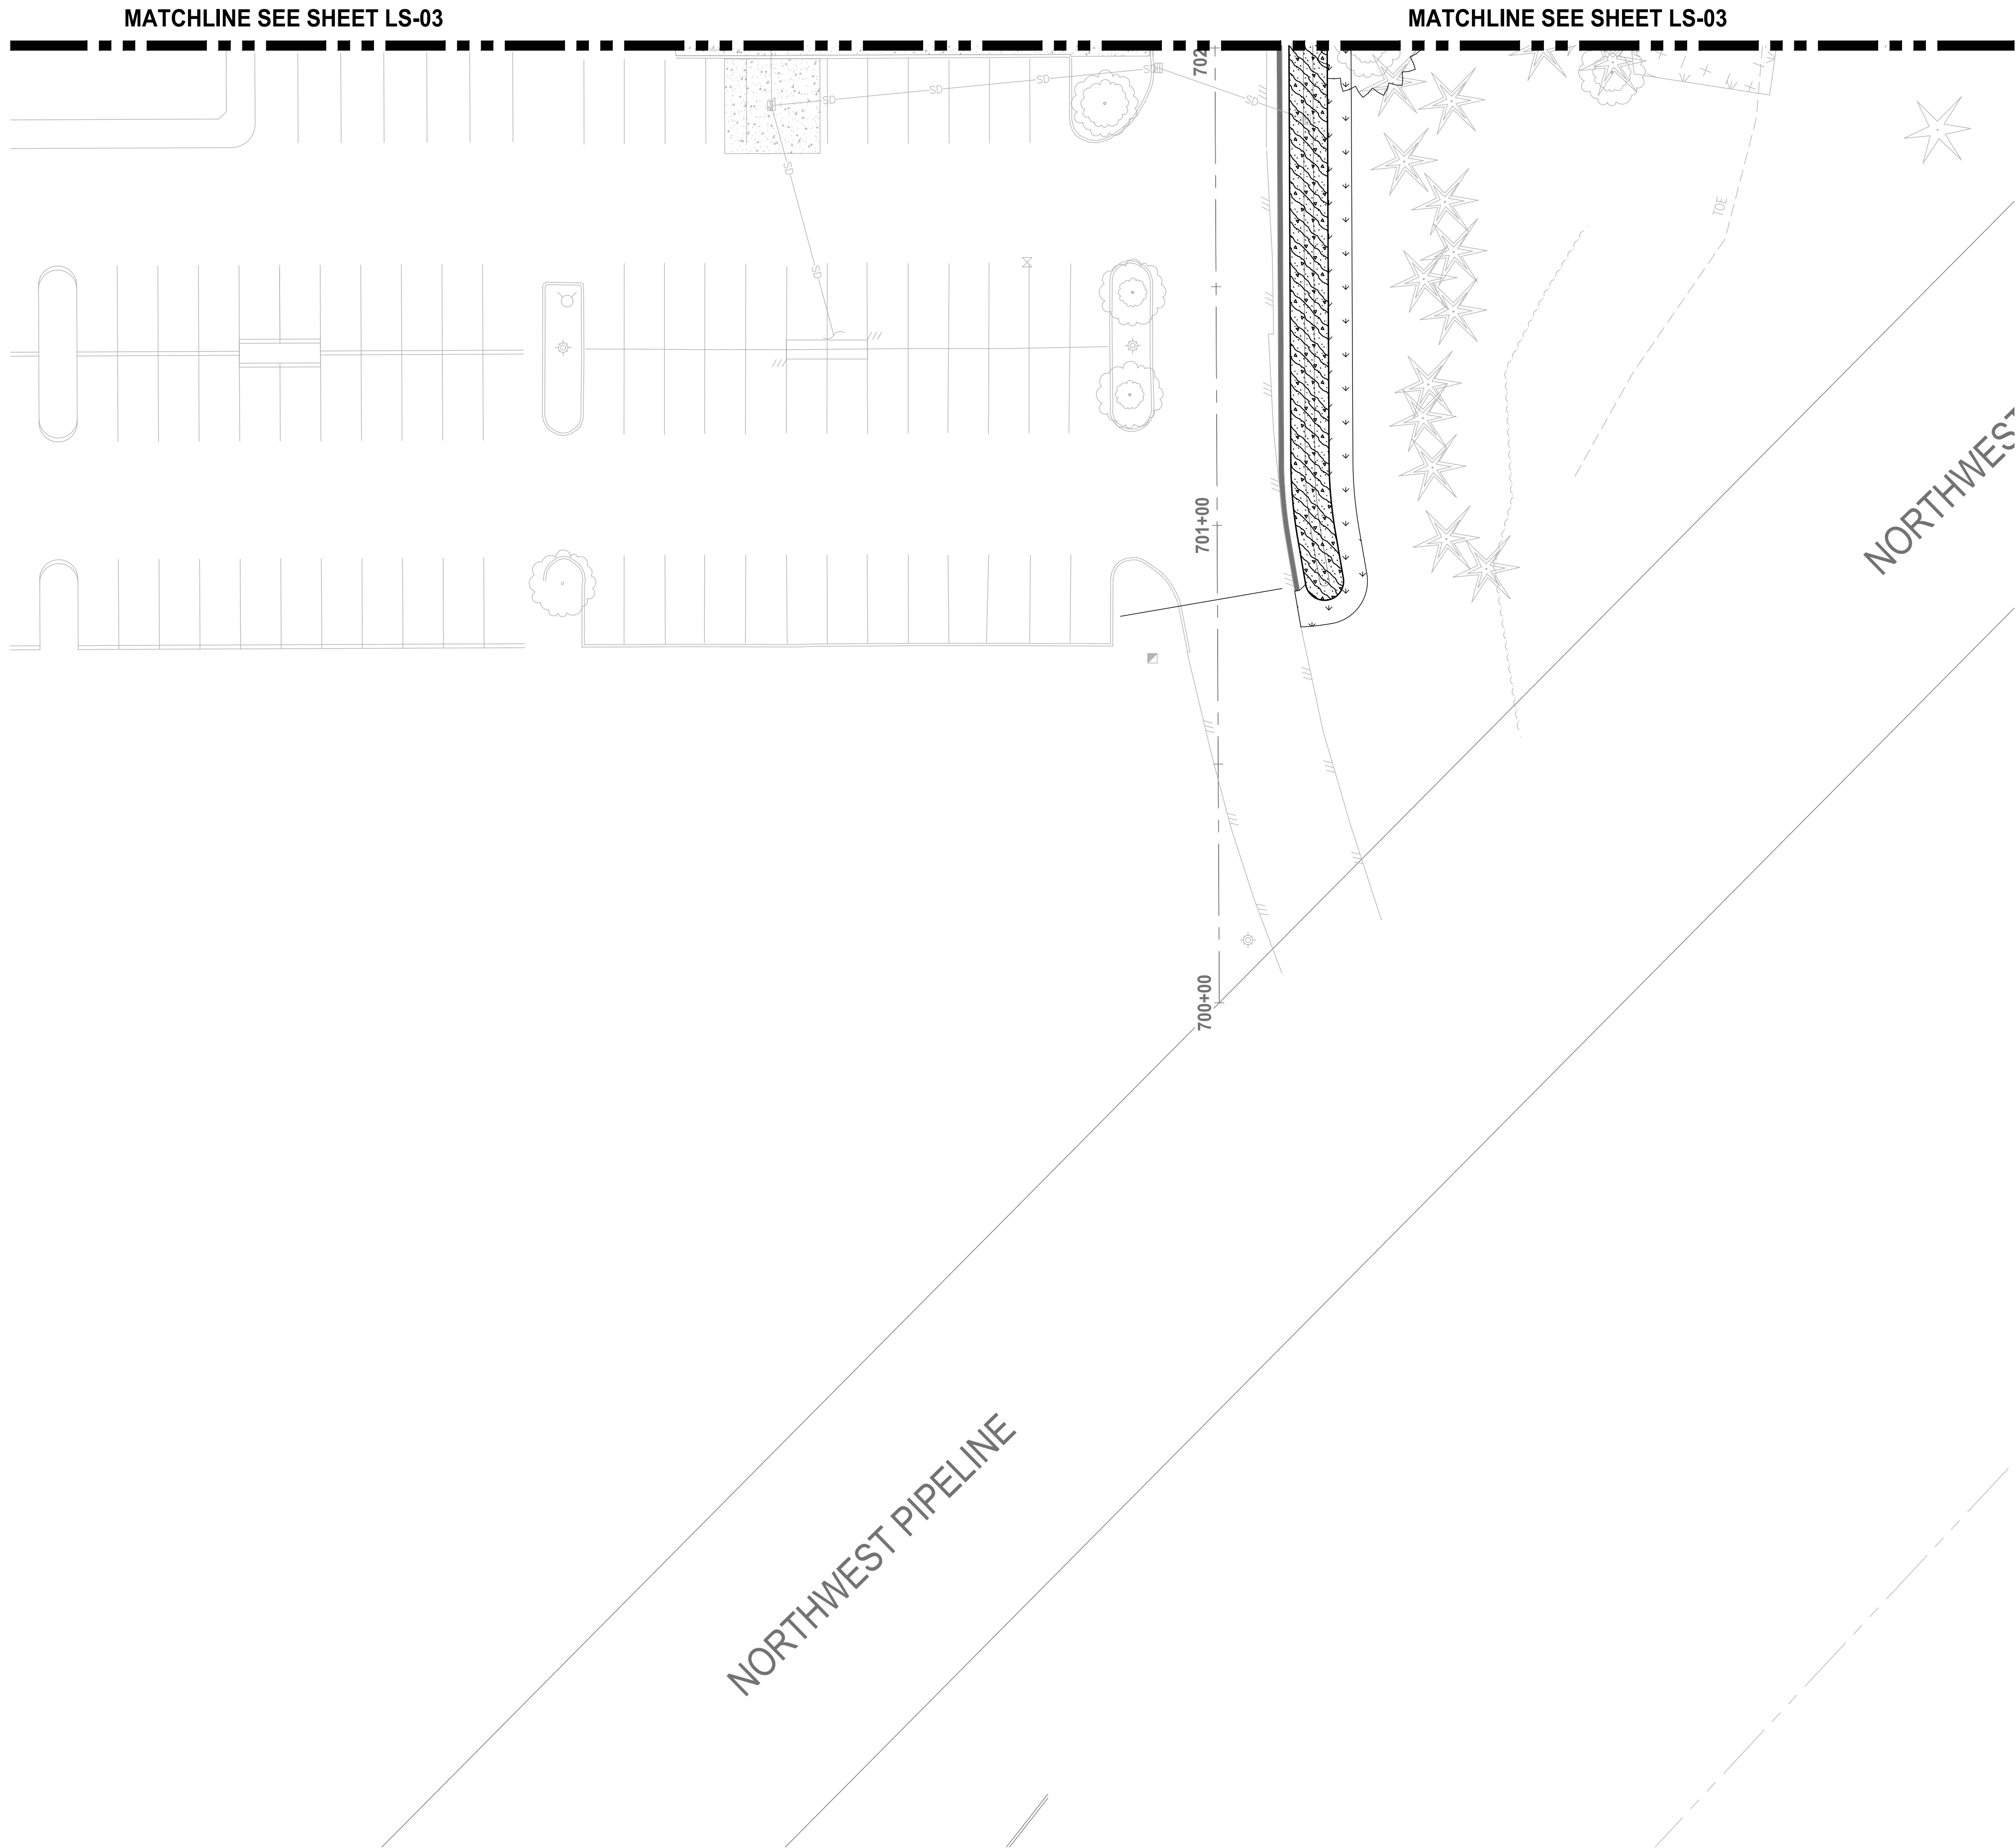 MATCHLINE SEE SHEET LS-03
MATCHLINE SEE SHEET LS-03
702
SD
SD
SD
SD
SD
SD
SD
TOE
NORTHWEST
701+00
700+00
NORTHWEST PIPELINE